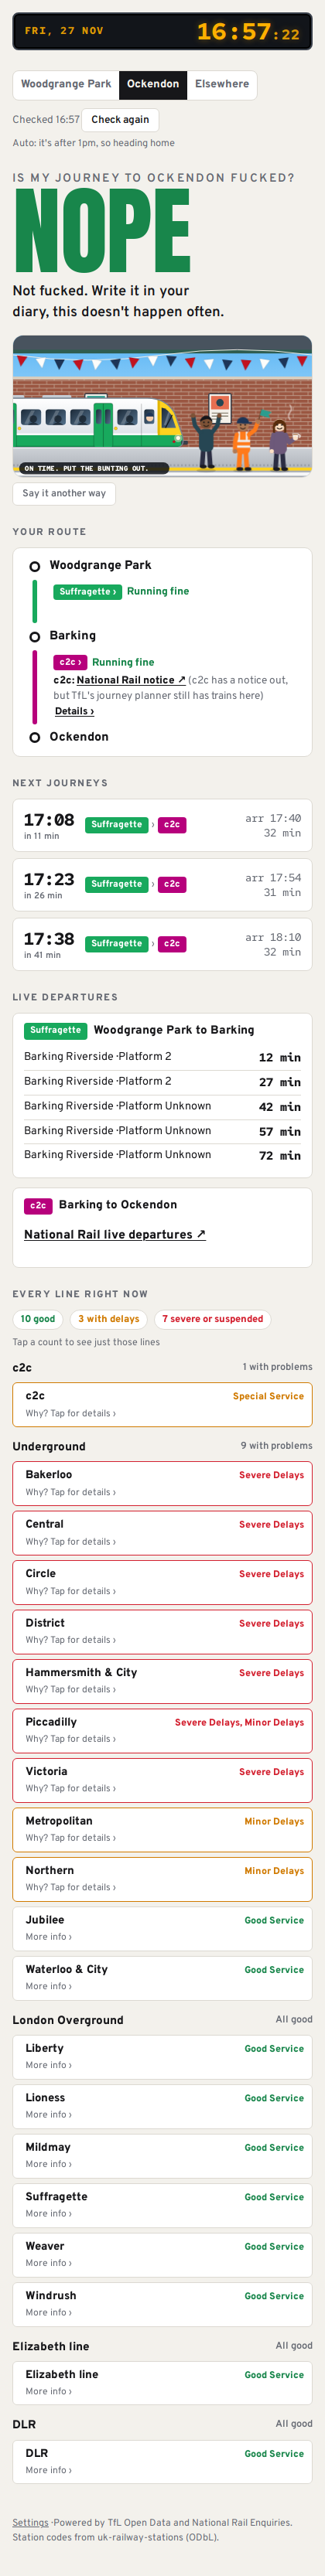 FRI, 27 NOV 16:57:22
Woodgrange Park Ockendon Elsewhere
Checked 16:57 Check again
Auto: it's after 1pm, so heading home
IS MY JOURNEY TO OCKENDON FUCKED?
NOPE
Not fucked. Write it in your
diary, this doesn't happen often.
ON TIME. PUT THE BUNTING OUT.
Say it another way
YOUR ROUTE
Woodgrange Park
Suffragette › Running fine
Barking
c2c › Running fine
c2c: National Rail notice ↗ (c2c has a notice out,
but TfL's journey planner still has trains here)
Details ›
Ockendon
NEXT JOURNEYS
17:08 Suffragette › c2c arr 17:40
in 11 min 32 min
17:23 Suffragette › c2c arr 17:54
in 26 min 31 min
17:38 Suffragette › c2c arr 18:10
in 41 min 32 min
LIVE DEPARTURES
Suffragette Woodgrange Park to Barking
Barking Riverside ·Platform 2 12 min
Barking Riverside ·Platform 2 27 min
Barking Riverside ·Platform Unknown 42 min
Barking Riverside ·Platform Unknown 57 min
Barking Riverside ·Platform Unknown 72 min
c2c Barking to Ockendon
National Rail live departures ↗
EVERY LINE RIGHT NOW
10 good 3 with delays 7 severe or suspended
Tap a count to see just those lines
c2c 1 with problems
c2c Special Service
Why? Tap for details ›
Underground 9 with problems
Bakerloo Severe Delays
Why? Tap for details ›
Central Severe Delays
Why? Tap for details ›
Circle Severe Delays
Why? Tap for details ›
District Severe Delays
Why? Tap for details ›
Hammersmith & City Severe Delays
Why? Tap for details ›
Piccadilly Severe Delays, Minor Delays
Why? Tap for details ›
Victoria Severe Delays
Why? Tap for details ›
Metropolitan Minor Delays
Why? Tap for details ›
Northern Minor Delays
Why? Tap for details ›
Jubilee Good Service
More info ›
Waterloo & City Good Service
More info ›
London Overground All good
Liberty Good Service
More info ›
Lioness Good Service
More info ›
Mildmay Good Service
More info ›
Suffragette Good Service
More info ›
Weaver Good Service
More info ›
Windrush Good Service
More info ›
Elizabeth line All good
Elizabeth line Good Service
More info ›
DLR All good
DLR Good Service
More info ›
Settings ·Powered by TfL Open Data and National Rail Enquiries.
Station codes from uk-railway-stations (ODbL).